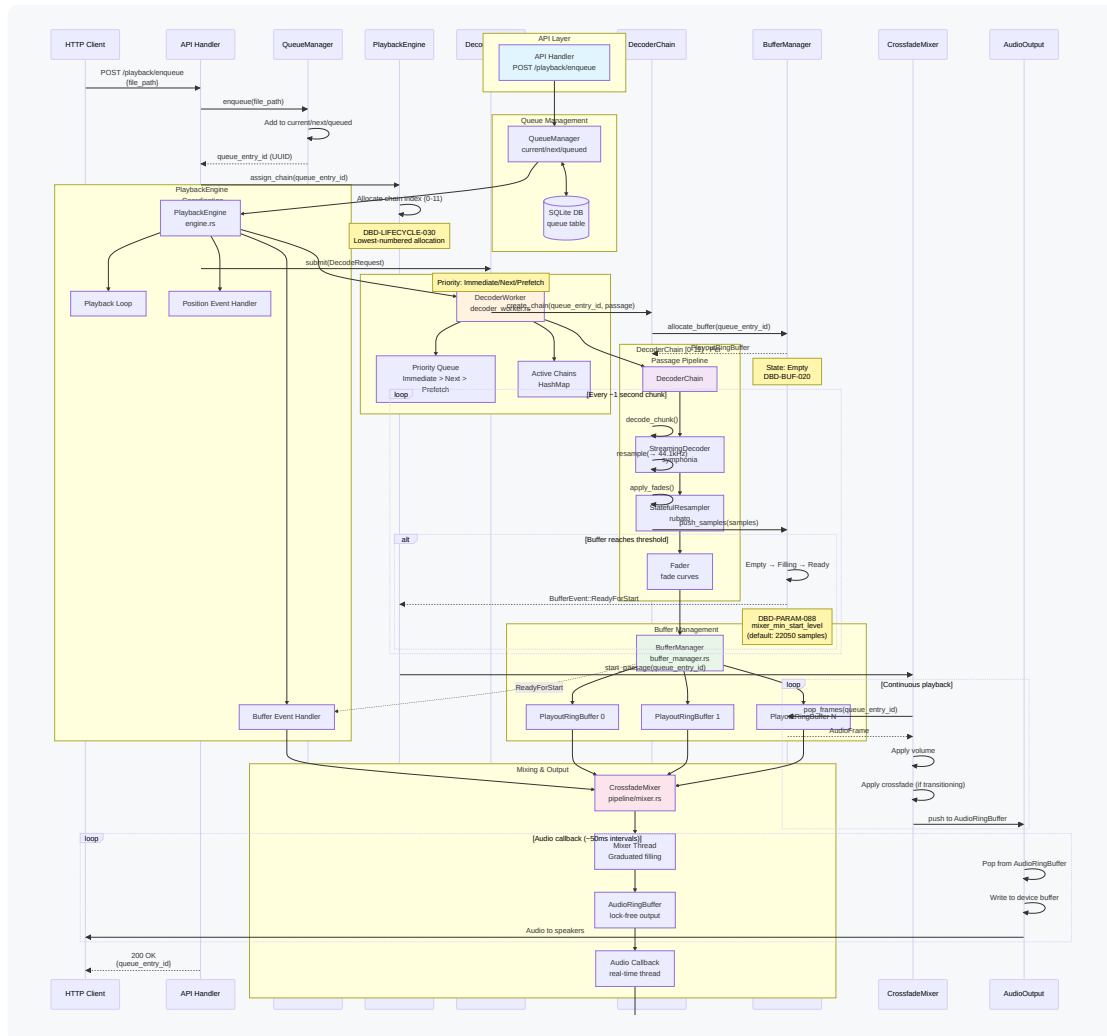 HTTP Client
API Handler
QueueManager
PlaybackEngine
Deco
DecoderChain
BufferManager
CrossfadeMixer
AudioOutput
API Layer
API Handler
POST /playback/enqueue
POST /playback/enqueue
(file_path)
enqueue(file_path)
Add to current/next/queued
queue_entry_id (UUID)
assign_chain(queue_entry_id)
Queue Management
QueueManager
current/next/queued
SQLite DB
queue table
PlaybackEngine
PlaybackEngine
engine.rs
Allocate chain index (0-11)
DBD-LIFECYCLE-030
Lowest-numbered allocation
submit(DecodeRequest)
Priority: Immediate/Next/Prefetch
DecoderWorker
decoder_worker.rs
create_chain(queue_entry_id, passage)
Playback Loop
Position Event Handler
allocate_buffer(queue_entry_id)
PlayoutRingBuffer
Passage Pipeline
DecoderChain
State: Empty
DBD-BUF-020
Priority Queue
Immediate > Next >
Prefetch
Active Chains
HashMap
loop
[Every ~1 second chunk]
decode_chunk()
StreamingDecoder
symphonia
resample(→ 44.1kHz)
apply_fades()
StatefulResampler
rubato
push_samples(samples)
alt
[Buffer reaches threshold]
Fader
fade curves
Empty → Filling → Ready
BufferEvent::ReadyForStart
DBD-PARAM-088
mixer_min_start_level
(default: 22050 samples)
Buffer Management
BufferManager
buffer_manager.rs
start_passage(queue_entry_id)
ReadyForStart
loop
[Continuous playback]
Buffer Event Handler
PlayoutRingBuffer 0
PlayoutRingBuffer 1
PlayoutRingBuffer N
pop_frames(queue_entry_id)
AudioFrame
Apply volume
Mixing & Output
CrossfadeMixer
pipeline/mixer.rs
Apply crossfade (if transitioning)
push to AudioRingBuffer
loop
[Audio callback (~50ms intervals)]
Mixer Thread
Graduated filling
Pop from AudioRingBuffer
Write to device buffer
AudioRingBuffer
lock-free output
Audio to speakers
200 OK
(queue_entry_id)
Audio Callback
real-time thread
HTTP Client
API Handler
CrossfadeMixer
AudioOutput